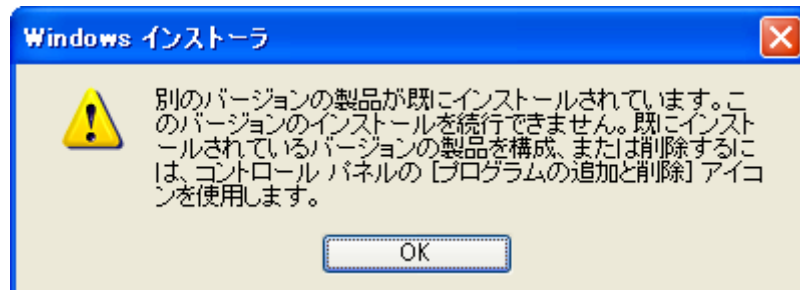 Windows インストーラ
別のバージョンの製品が既にインストールされています。こ
のバージョンのインストールを続行できません。既にインスト
ールされているバージョンの製品を構成、または削除するに
は、コントロール パネルの [プログラムの追加と削除] アイコ
ンを使用します。
OK